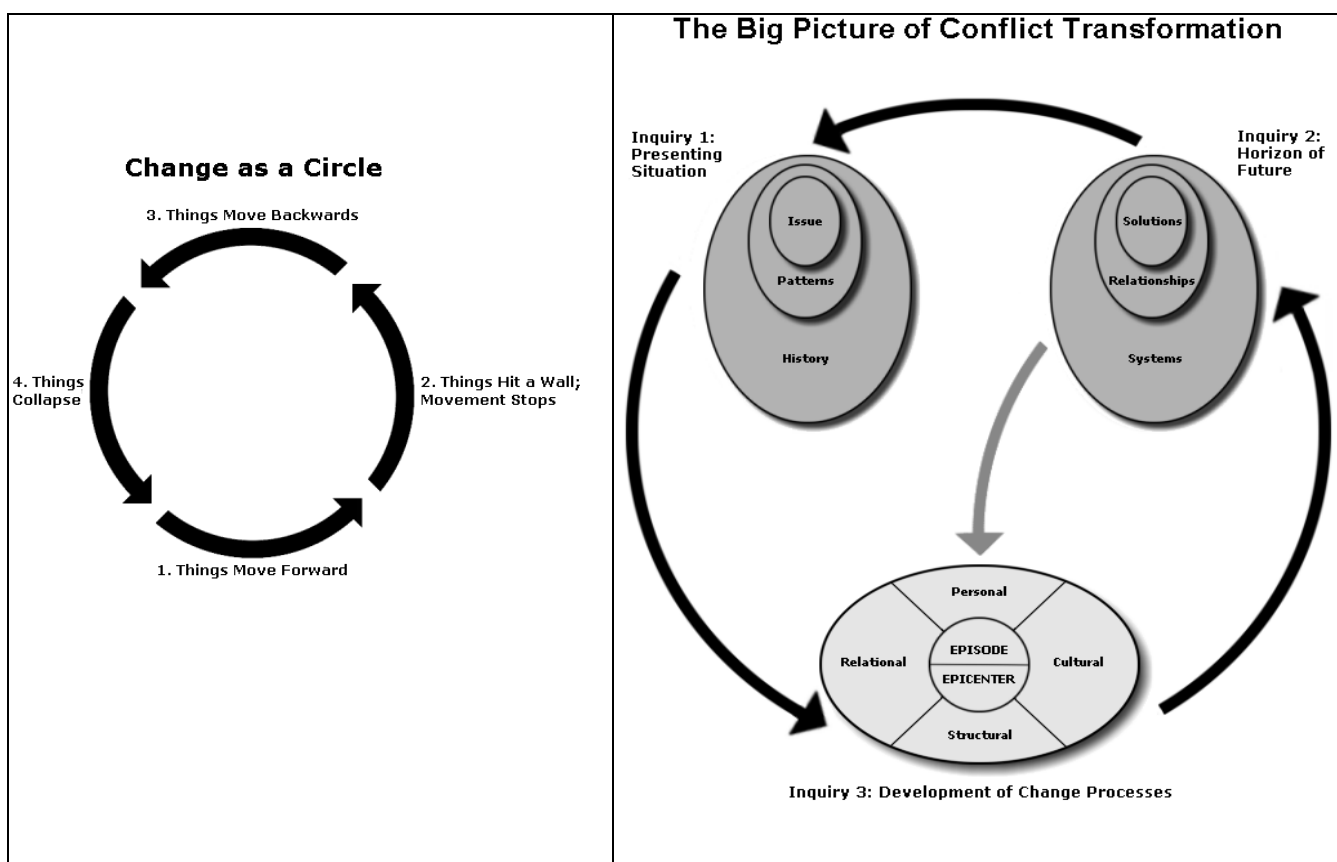 Change as a Circle
3. Things Move Backwards
4. Things
Collapse
2. Things Hit a Wall;
Movement Stops
1. Things Move Forward
The Big Picture of Conflict Transformation
Inquiry 1:
Presenting
Situation
Inquiry 2:
Horizon of
Future
Issue
Patterns
History
Solutions
Relationships
Systems
Personal
Relational
EPISODE
EPICENTER
Cultural
Structural
Inquiry 3: Development of Change Processes